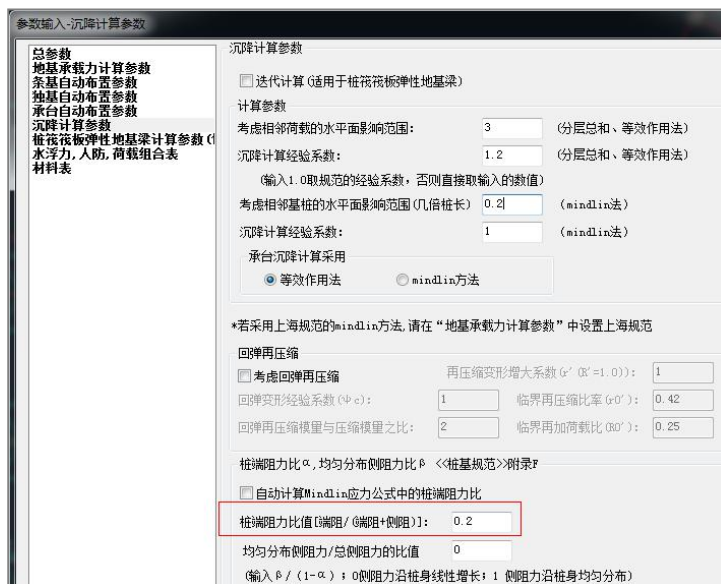 参数输入-沉降计算参数
总参数
地基承载力计算参数
条基自动布置参数
独基自动布置参数
承台自动布置参数
沉降计算参数
桩筏筏板弹性地基梁计算参数(
水浮力,人防,荷载组合表
材料表
沉降计算参数
迭代计算(适用于桩筏筏板弹性地基梁)
计算参数
考虑相邻荷载的水平面影响范围: 3 (分层总和、等效作用法)
沉降计算经验系数: 1.2 (分层总和、等效作用法)
(输入1.0取规范的经验系数，否则直接取输入的数值)
考虑相邻基桩的水平面影响范围(几倍桩长) 0.2 (mindlin法)
沉降计算经验系数: 1 (mindlin法)
承台沉降计算采用
等效作用法 mindlin方法
*若采用上海规范的mindlin方法,请在“地基承载力计算参数”中设置上海规范
回弹再压缩
考虑回弹再压缩 再压缩变形增大系数(r'(R'=1.0)): 1
回弹变形经验系数(Ψc): 1 临界再压缩比率(r0'): 0.42
回弹再压缩模量与压缩模量之比: 2 临界再加荷载比(R0'): 0.25
桩端阻力比α,均匀分布侧阻力比β <<桩基规范>>附录F
自动计算Mindlin应力公式中的桩端阻力比
桩端阻力比值[端阻/(端阻+侧阻)]: 0.2
均匀分布侧阻力/总侧阻力的比值 0
(输入β/(1-α)；0侧阻力沿桩身线性增长；1 侧阻力沿桩身均匀分布)